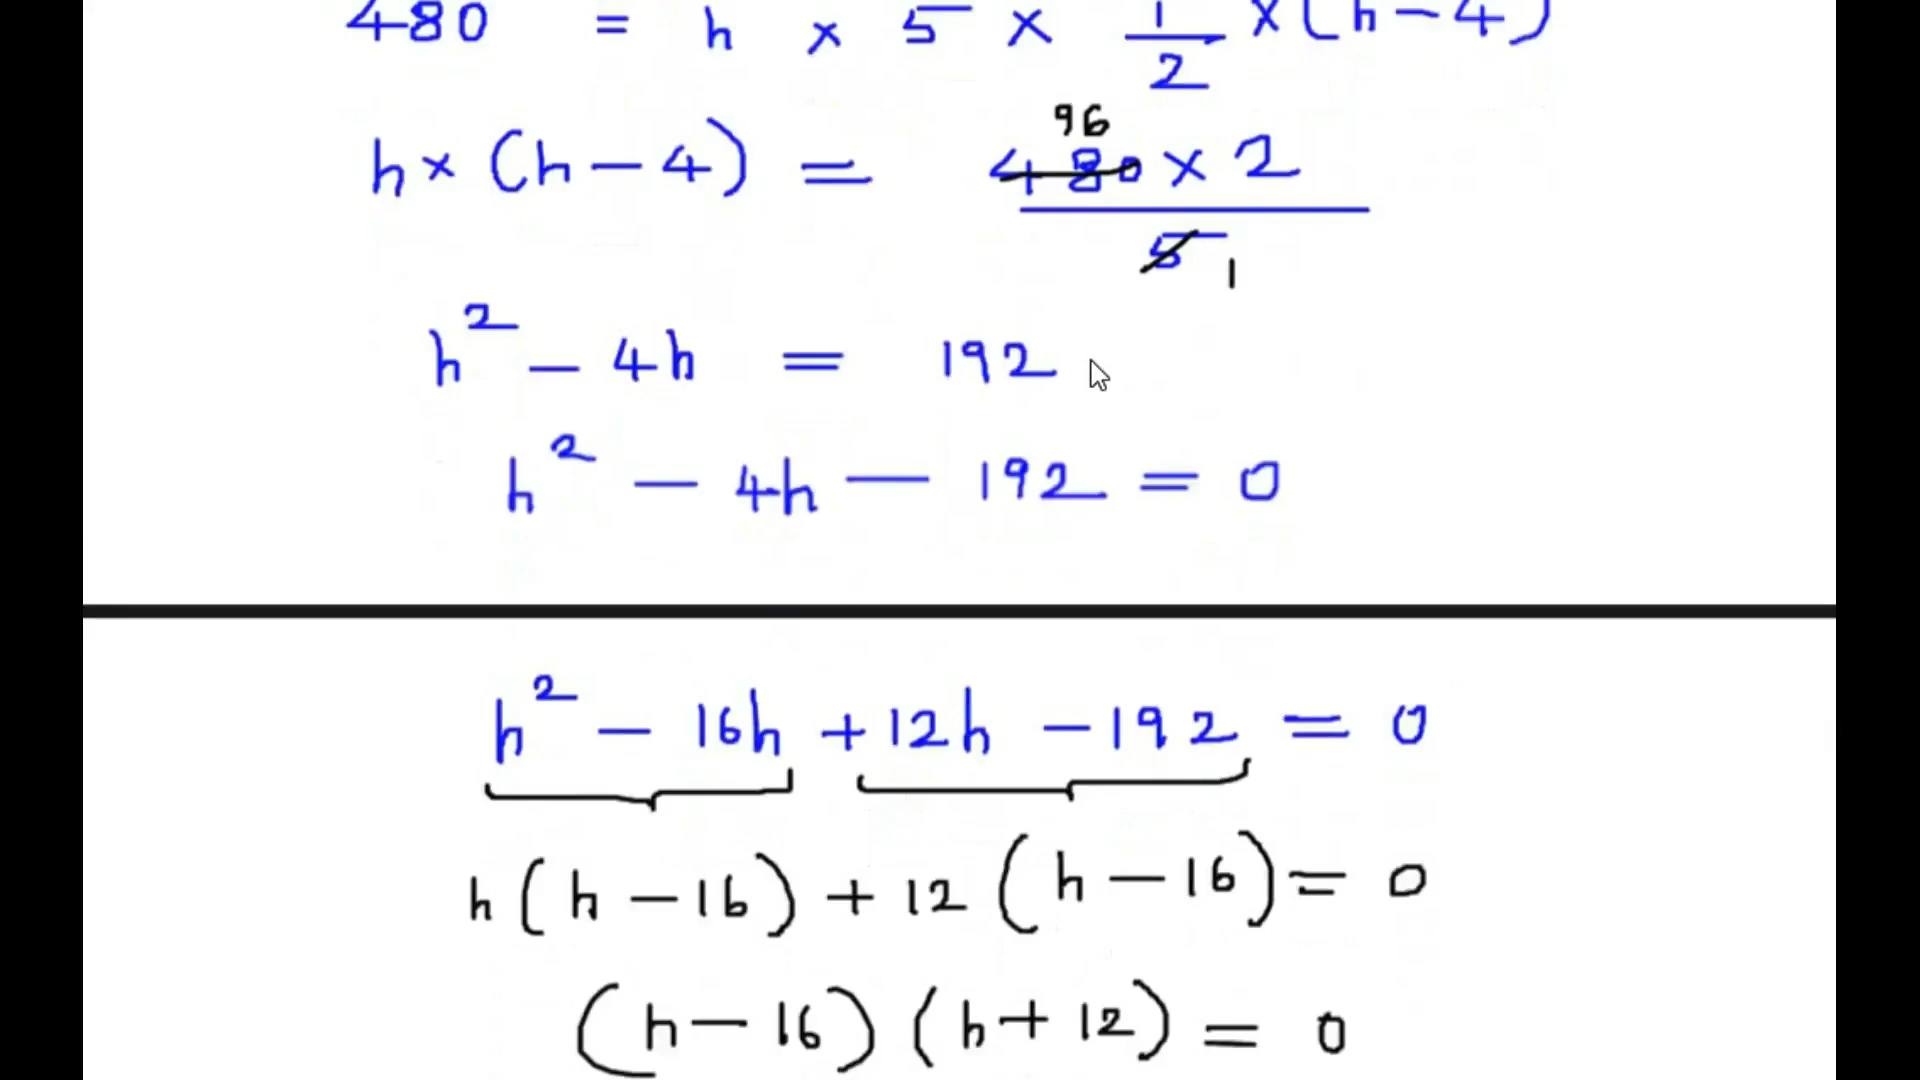 480 = h × 5 × 1/2 × (h - 4)
96
h × (h - 4) = 480 × 2
5 1
h² - 4h = 192
h² - 4h - 192 = 0
h² - 16h + 12h - 192 = 0
h(h - 16) + 12(h - 16) = 0
(h - 16)(h + 12) = 0